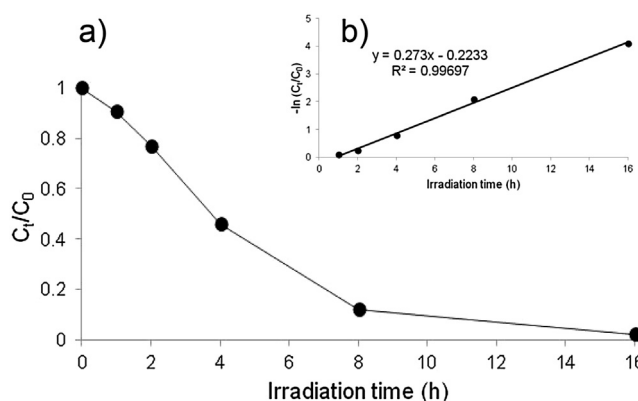 a)
1
0.8
0.6
0.4
0.2
0
Cₜ/C₀
0 2 4 6 8 10 12 14 16
Irradiation time (h)
b)
-5
4
3
2
1
0
-ln (Cₜ/C₀)
y = 0.273x - 0.2233
R² = 0.99697
0 2 4 6 8 10 12 14 16
Irradiation time (h)